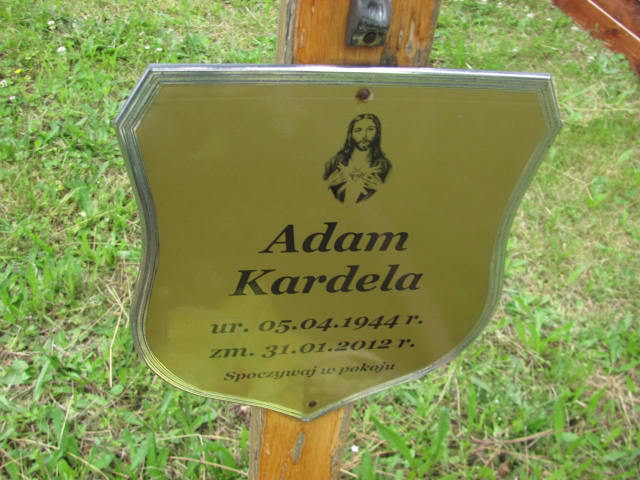 Adam
Kardela
ur. 05.04.1944 r.
zm. 31.01.2012 r.
Spoczywaj w pokoju